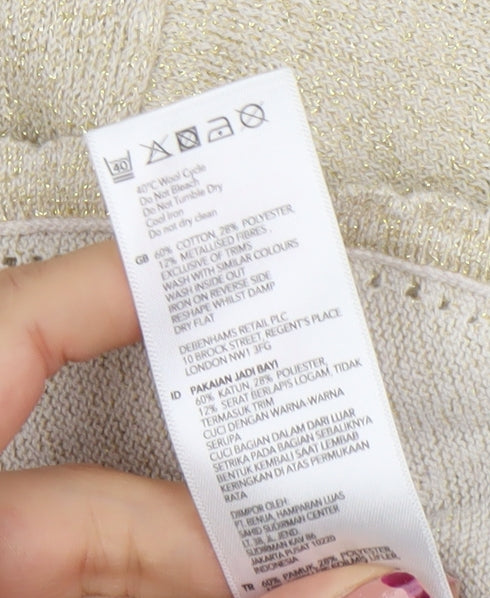 40
40°C Wool Cycle
Do Not Bleach
Do Not Tumble Dry
Cool Iron
Do not dry clean
GB 60% COTTON, 28% POLYESTER
12% METALLISED FIBRES
EXCLUSIVE OF TRIMS
WASH WITH SIMILAR COLOURS
WASH INSIDE OUT
IRON ON REVERSE SIDE
RESHAPE WHILST DAMP
DRY FLAT
DEBENHAMS RETAIL PLC
10 BROCK STREET, REGENT'S PLACE
LONDON NW1 3FG
ID PAKAIAN JADI BAYI
60% KATUN, 28% POLYESTER,
12% SERAT BERLAPIS LOGAM, TIDAK
TERMASUK TRIM
CUCI DENGAN WARNA-WARNA
SERUPA
CUCI BAGIAN DALAM DARI LUAR
SETRIKA PADA BAGIAN SEBALIKNYA
BENTUK KEMBALI SAAT LEMBAB
KERINGKAN DI ATAS PERMUKAAN
RATA
DIIMPOR OLEH:
PT. BENUA, HAMPARAN LUAS
SAHID SUDIRMAN CENTER
LT. 38, JL. JEND.
SUDIRMAN KAV 86
JAKARTA PUSAT 10220
INDONESIA
TR 60% PAMUK, 28% POLYESTER,